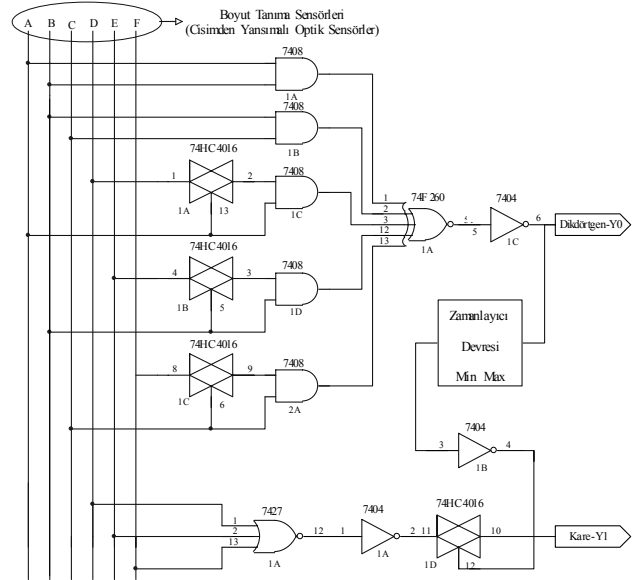 Boyut Tanıma Sensörleri
(Cisimden Yansımalı Optik Sensörler)
A B C D E F
7408
1A
7408
1B
74HC4016
1 2
1A 13
7408
1C
74F260
1
2
3
12
13
1A
5
7404
6
1C
Dikdörtgen-Y0
74HC4016
4 3
1B 5
7408
1D
Zamanlayıcı
Devresi
Min Max
74HC4016
8 9
1C 6
7408
2A
7404
3 4
1B
7427
1
2
13
12
1A
7404
1 2
1A
74HC4016
11 10
1D 12
Kare-Y1